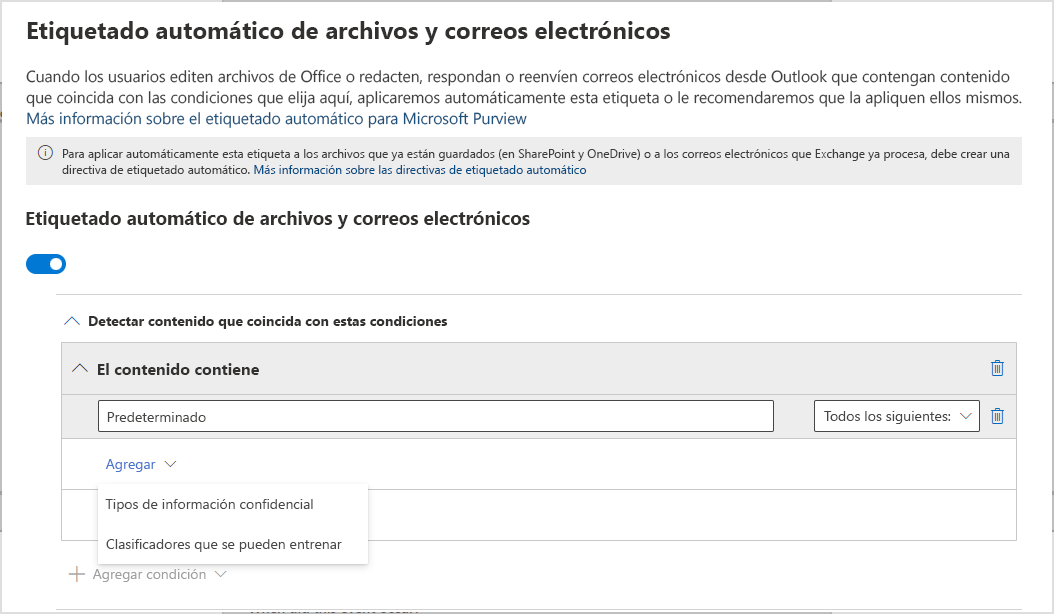 Etiquetado automático de archivos y correos electrónicos
Cuando los usuarios editen archivos de Office o redacten, respondan o reenvíen correos electrónicos desde Outlook que contengan contenido
que coincida con las condiciones que elija aquí, aplicaremos automáticamente esta etiqueta o le recomendaremos que la apliquen ellos mismos.
Más información sobre el etiquetado automático para Microsoft Purview
Para aplicar automáticamente esta etiqueta a los archivos que ya están guardados (en SharePoint y OneDrive) o a los correos electrónicos que Exchange ya procesa, debe crear una
directiva de etiquetado automático. Más información sobre las directivas de etiquetado automático
Etiquetado automático de archivos y correos electrónicos
Detectar contenido que coincida con estas condiciones
El contenido contiene
Predeterminado
Todos los siguientes:
Agregar
Tipos de información confidencial
Clasificadores que se pueden entrenar
Agregar condición